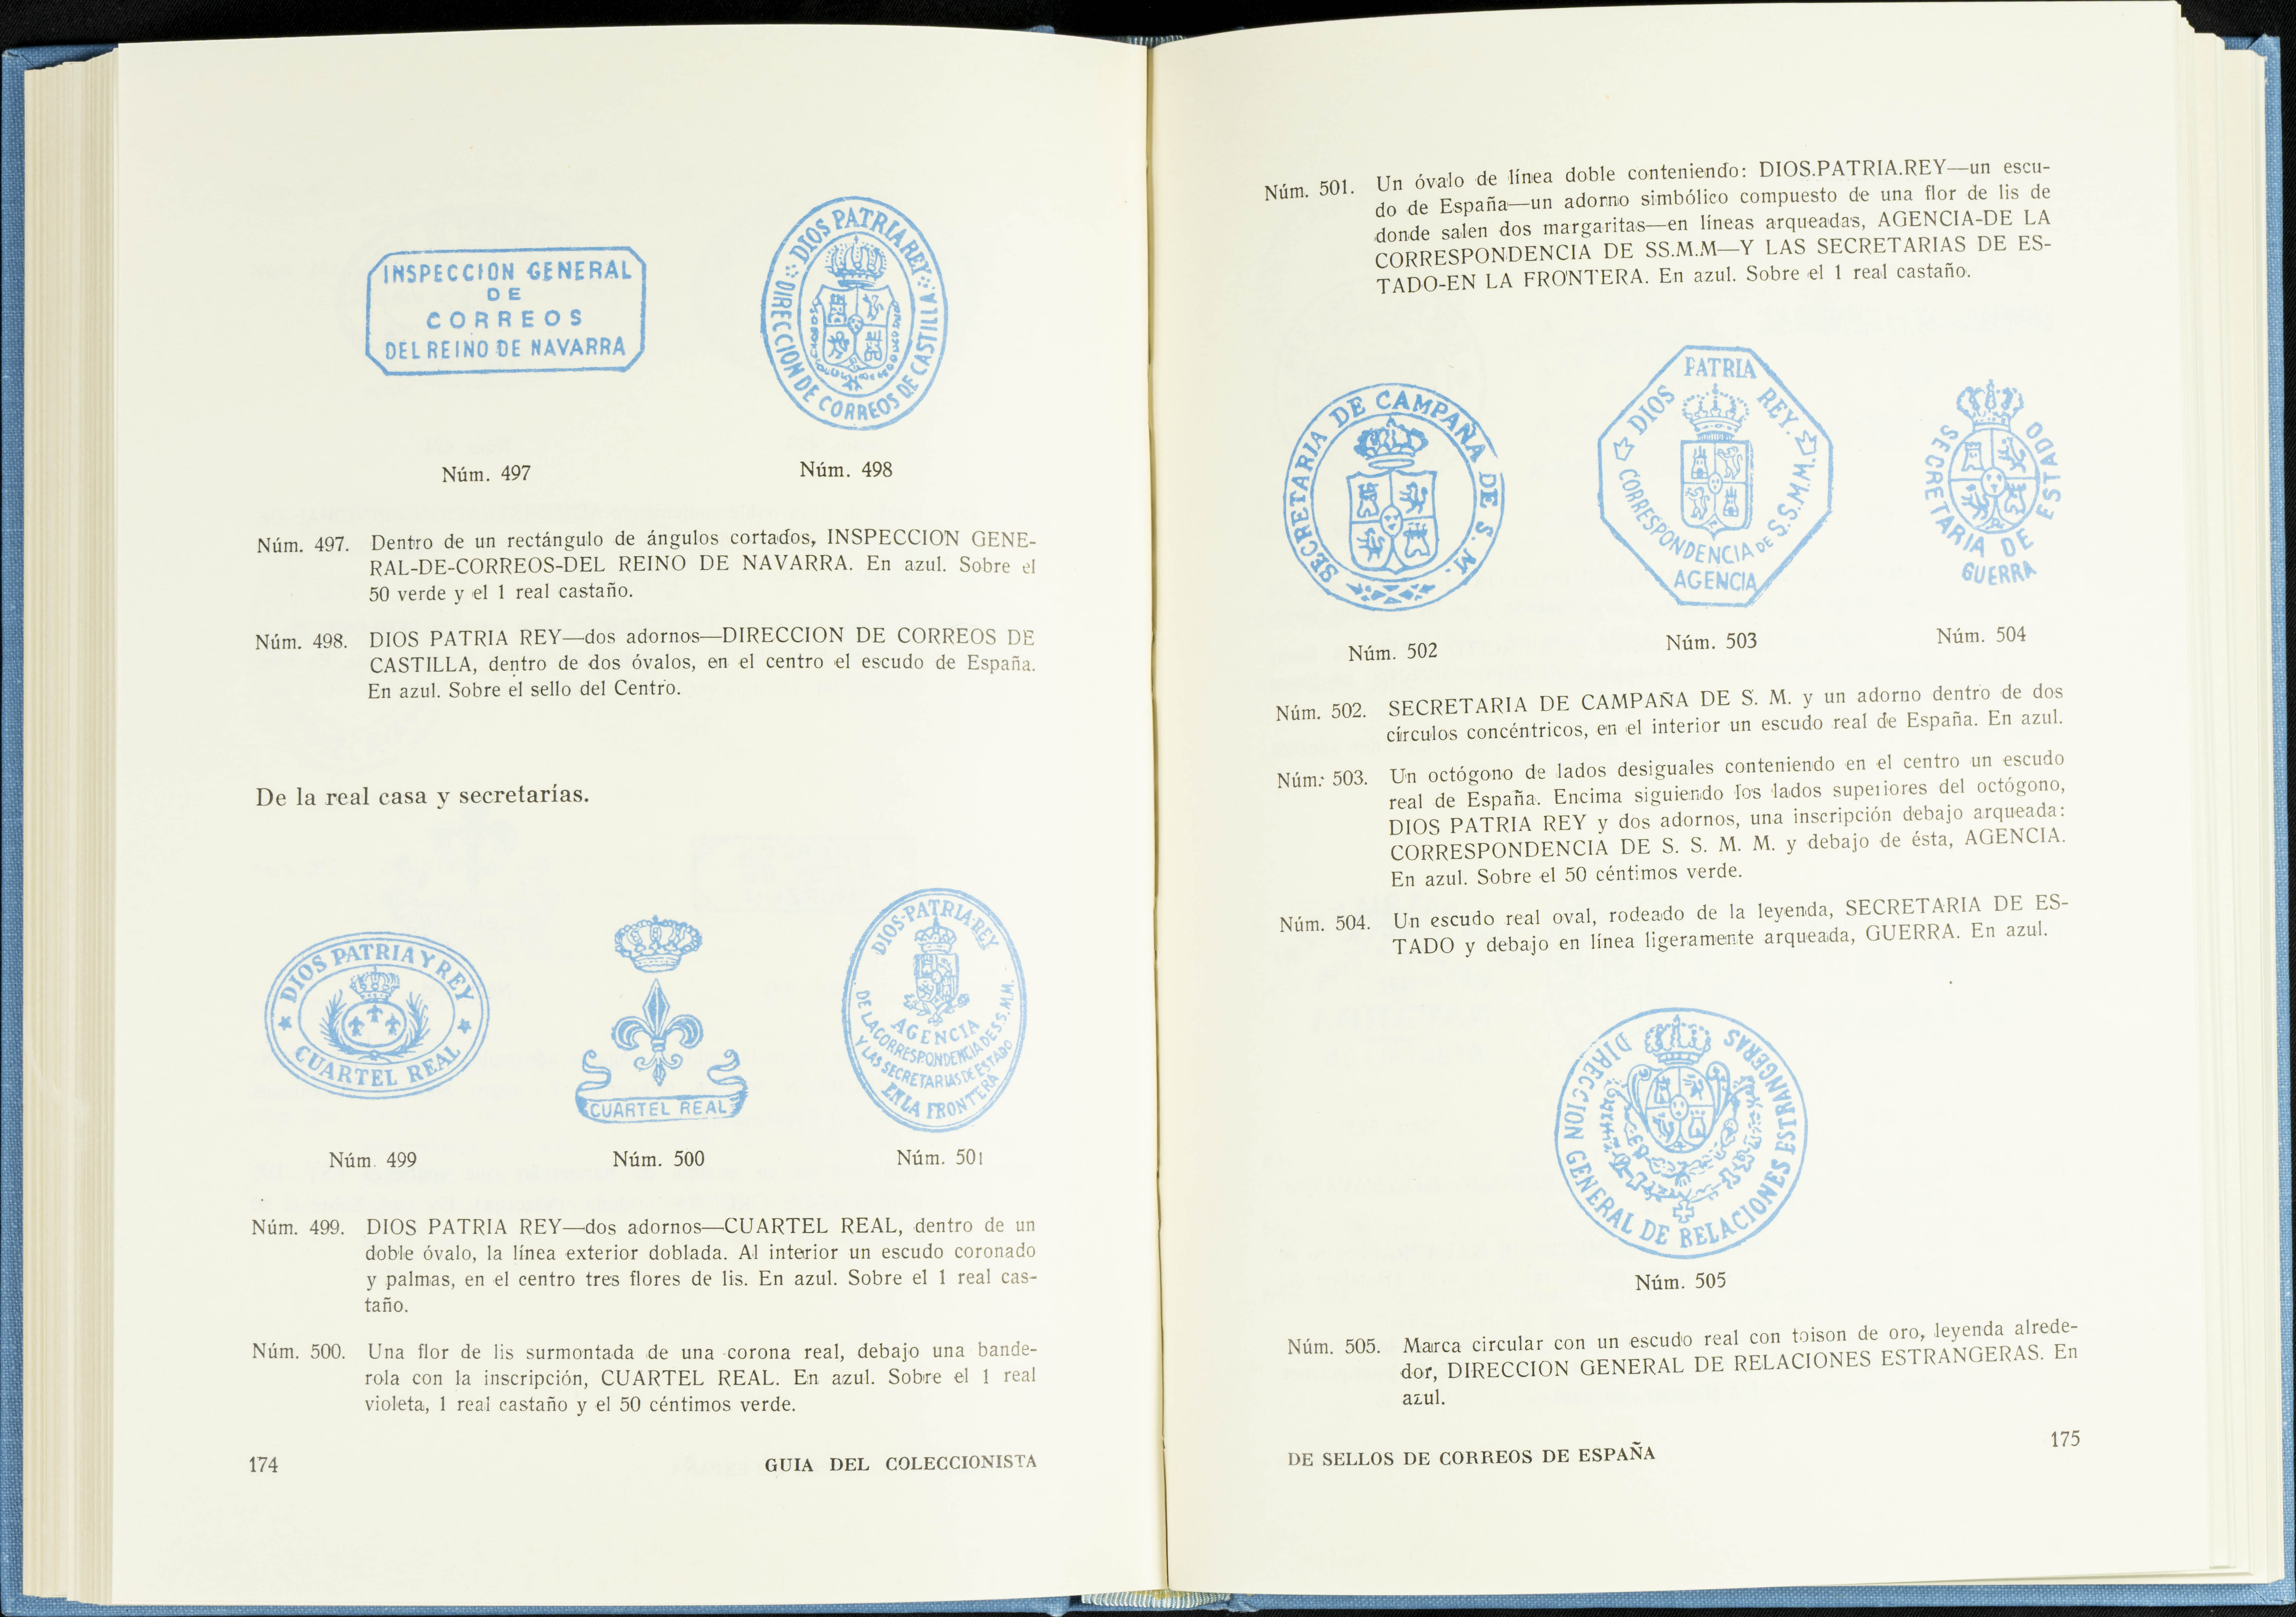 INSPECCION GENERAL
DE
CORREOS
DEL REINO DE NAVARRA
DIOS PATRIA REY
DIRECCION DE CORREOS DE CASTILLA
Núm. 497
Núm. 498
Núm. 497. Dentro de un rectángulo de ángulos cortados, INSPECCION GENE-
RAL-DE-CORREOS-DEL REINO DE NAVARRA. En azul. Sobre el
50 verde y el 1 real castaño.
Núm. 498. DIOS PATRIA REY—dos adornos—DIRECCION DE CORREOS DE
CASTILLA, dentro de dos óvalos, en el centro el escudo de España.
En azul. Sobre el sello del Centro.
De la real casa y secretarías.
DIOS PATRIA Y REY
CUARTEL REAL
CUARTEL REAL
DIOS-PATRIA-REY
AGENCIA
DE LA CORRESPONDENCIA DE S.S.M.M.
Y LAS SECRETARIAS DE ESTADO
EN LA FRONTERA
Núm. 499
Núm. 500
Núm. 501
Núm. 499. DIOS PATRIA REY—dos adornos—CUARTEL REAL, dentro de un
doble óvalo, la línea exterior doblada. Al interior un escudo coronado
y palmas, en el centro tres flores de lis. En azul. Sobre el 1 real cas-
taño.
Núm. 500. Una flor de lis surmontada de una corona real, debajo una bande-
rola con la inscripción, CUARTEL REAL. En azul. Sobre el 1 real
violeta, 1 real castaño y el 50 céntimos verde.
174
GUIA DEL COLECCIONISTA
Núm. 501. Un óvalo de línea doble conteniendo: DIOS.PATRIA.REY—un escu-
do de España—un adorno simbólico compuesto de una flor de lis de
donde salen dos margaritas—en líneas arqueadas, AGENCIA-DE LA
CORRESPONDENCIA DE SS.M.M—Y LAS SECRETARIAS DE ES-
TADO-EN LA FRONTERA. En azul. Sobre el 1 real castaño.
SECRETARIA DE CAMPAÑA DE S. M.
DIOS PATRIA REY.
CORRESPONDENCIA DE S.S.M.M.
AGENCIA
SECRETARIA DE ESTADO
GUERRA
Núm. 502
Núm. 503
Núm. 504
Núm. 502. SECRETARIA DE CAMPAÑA DE S. M. y un adorno dentro de dos
círculos concéntricos, en el interior un escudo real de España. En azul.
Núm. 503. Un octógono de lados desiguales conteniendo en el centro un escudo
real de España. Encima siguiendo los lados superiores del octógono,
DIOS PATRIA REY y dos adornos, una inscripción debajo arqueada:
CORRESPONDENCIA DE S. S. M. M. y debajo de ésta, AGENCIA.
En azul. Sobre el 50 céntimos verde.
Núm. 504. Un escudo real oval, rodeado de la leyenda, SECRETARIA DE ES-
TADO y debajo en línea ligeramente arqueada, GUERRA. En azul.
DIRECCION GENERAL DE RELACIONES ESTRANGERAS
Núm. 505
Núm. 505. Marca circular con un escudo real con toison de oro, leyenda alrede-
dor, DIRECCION GENERAL DE RELACIONES ESTRANGERAS. En
azul.
DE SELLOS DE CORREOS DE ESPAÑA
175